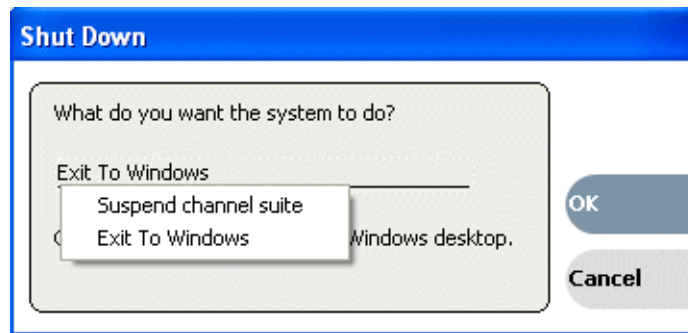 Shut Down
What do you want the system to do?
Exit To Windows
Suspend channel suite
Exit To Windows
Windows desktop.
OK
Cancel